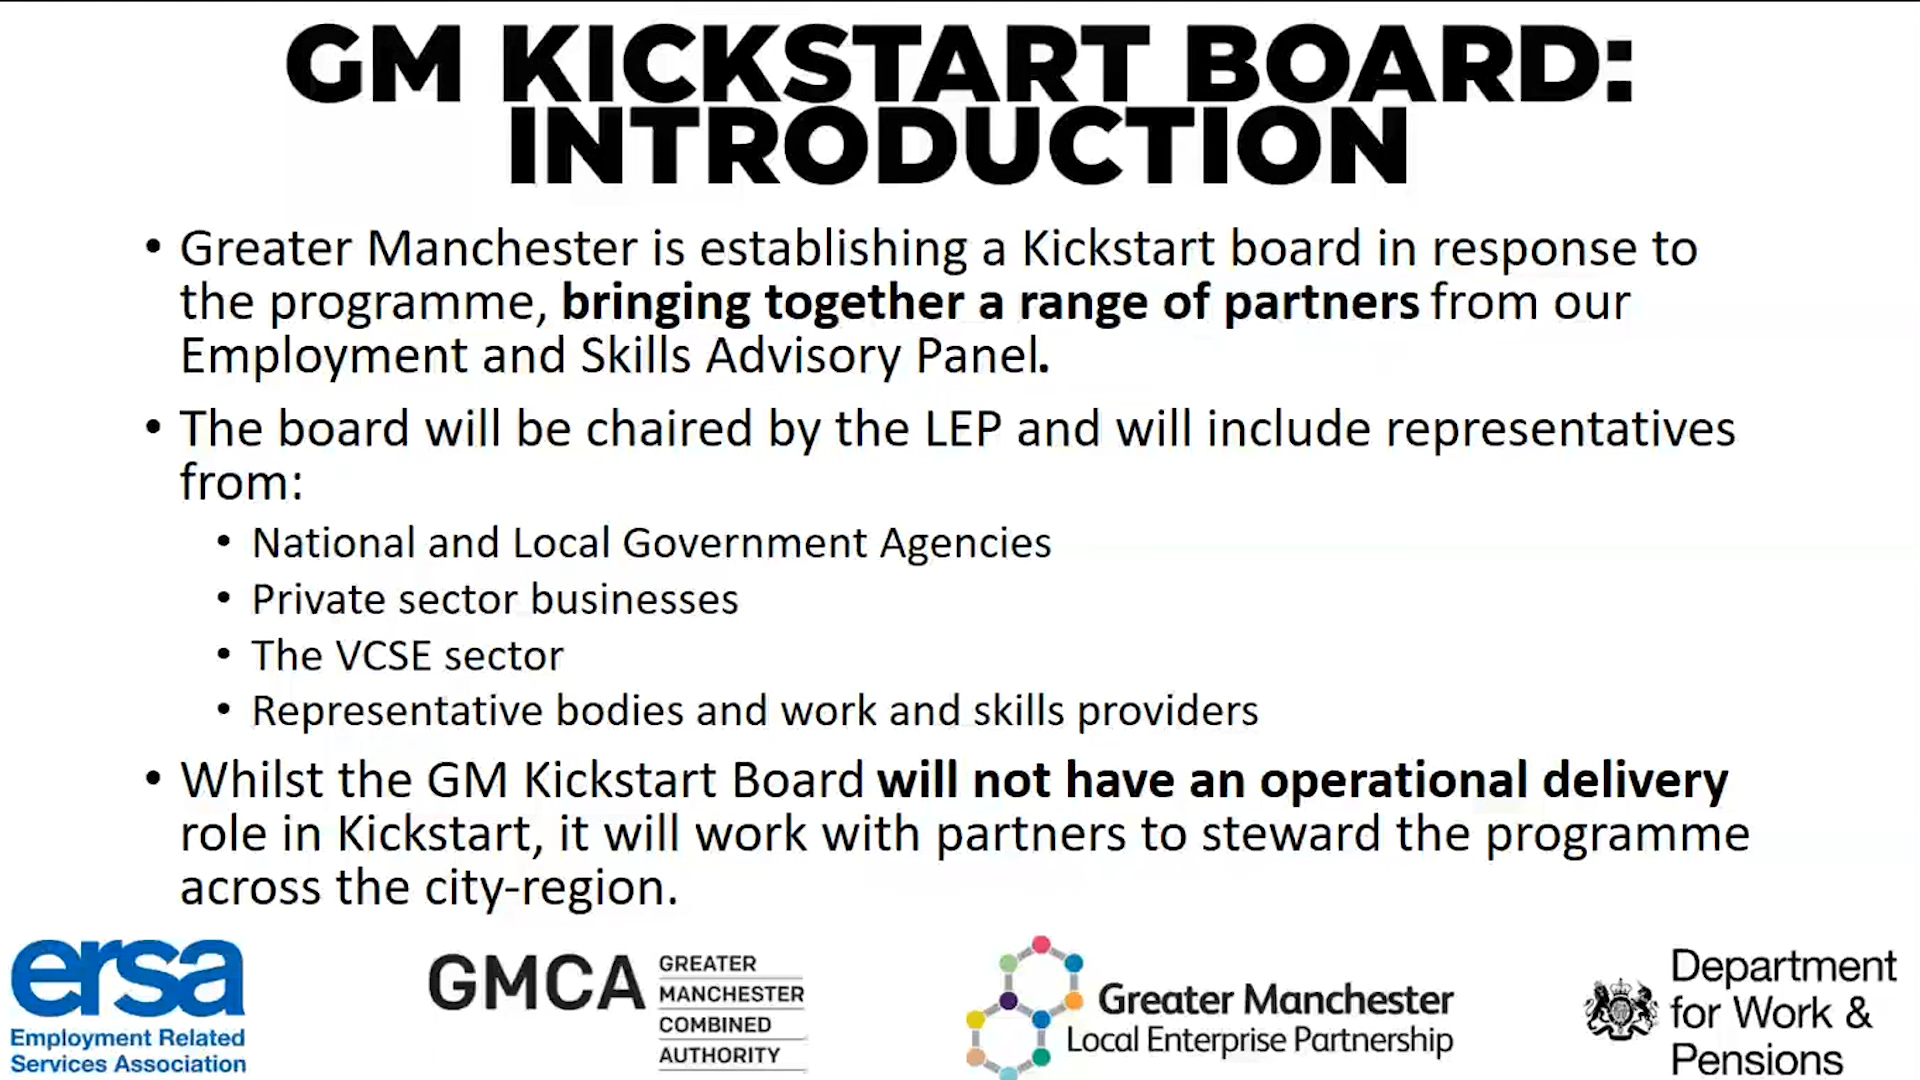 GM KICKSTART BOARD:
INTRODUCTION
• Greater Manchester is establishing a Kickstart board in response to
the programme, bringing together a range of partners from our
Employment and Skills Advisory Panel.
• The board will be chaired by the LEP and will include representatives
from:
• National and Local Government Agencies
• Private sector businesses
• The VCSE sector
• Representative bodies and work and skills providers
• Whilst the GM Kickstart Board will not have an operational delivery
role in Kickstart, it will work with partners to steward the programme
across the city-region.
ersa
Employment Related
Services Association
GMCA
GREATER
MANCHESTER
COMBINED
AUTHORITY
Greater Manchester
Local Enterprise Partnership
Department
for Work &
Pensions